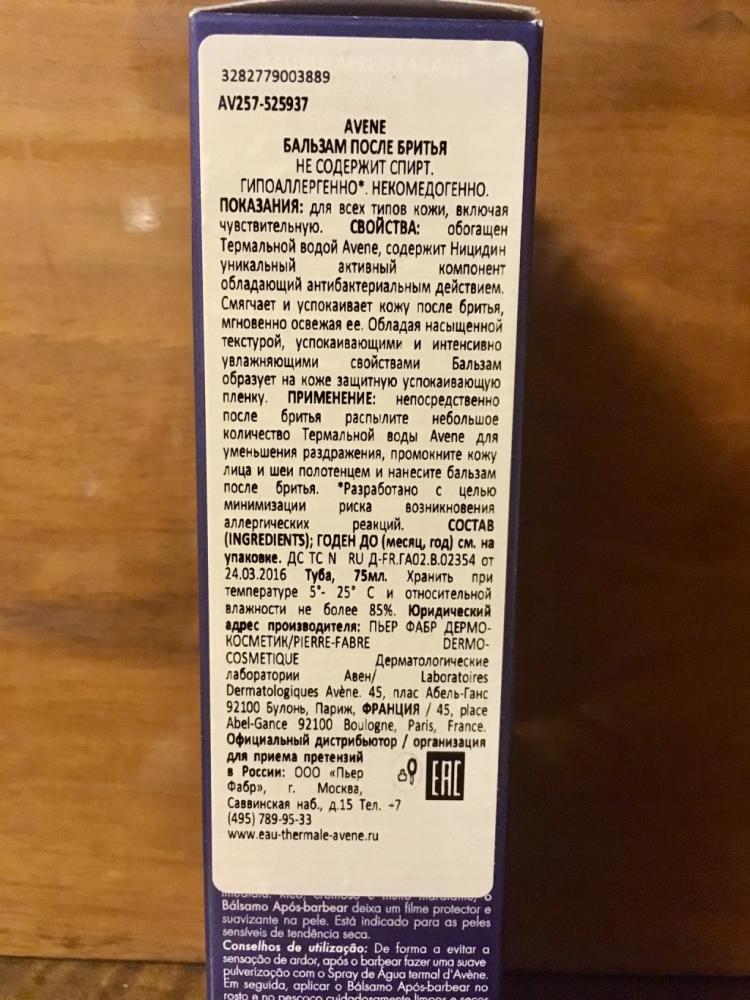 3282779003889
AV257-525937
AVENE
БАЛЬЗАМ ПОСЛЕ БРИТЬЯ
НЕ СОДЕРЖИТ СПИРТ.
ГИПОАЛЛЕРГЕННО*. НЕКОМЕДОГЕННО.
ПОКАЗАНИЯ: для всех типов кожи, включая
чувствительную. СВОЙСТВА: обогащен
Термальной водой Avene, содержит Ницидин
уникальный активный компонент
обладающий антибактериальным действием.
Смягчает и успокаивает кожу после бритья,
мгновенно освежая ее. Обладая насыщенной
текстурой, успокаивающими и интенсивно
увлажняющими свойствами Бальзам
образует на коже защитную успокаивающую
пленку. ПРИМЕНЕНИЕ: непосредственно
после бритья распылите небольшое
количество Термальной воды Avene для
уменьшения раздражения, промокните кожу
лица и шеи полотенцем и нанесите бальзам
после бритья. *Разработано с целью
минимизации риска возникновения
аллергических реакций. СОСТАВ
(INGREDIENTS); ГОДЕН ДО (месяц, год) см. на
упаковке. ДС ТС N RU Д-FR.ГА02.В.02354 от
24.03.2016 Туба, 75мл. Хранить при
температуре 5°- 25° С и относительной
влажности не более 85%. Юридический
адрес производителя: ПЬЕР ФАБР ДЕРМО-
КОСМЕТИК/PIERRE-FABRE DERMO-
COSMETIQUE Дерматологические
лаборатории Авен/ Laboratoires
Dermatologiques Avène. 45, плас Абель-Ганс
92100 Булонь, Париж, ФРАНЦИЯ / 45, place
Abel-Gance 92100 Boulogne, Paris, France.
Официальный дистрибьютор / организация
для приема претензий
в России: ООО «Пьер
Фабр», г. Москва,
Саввинская наб., д.15 Тел. +7
(495) 789-95-33
www.eau-thermale-avene.ru
EAC
Bálsamo Após-barbear deixa um filme protector e
suavizante na pele. Está indicado para as peles
sensíveis de tendência seca.
Conselhos de utilização: De forma a evitar a
sensação de ardor, após o barbear fazer uma suave
pulverização com o Spray de Água termal d'Avène.
Em seguida, aplicar o Bálsamo Após-barbear no
rosto e no pescoço cuidadosamente limpos e secos